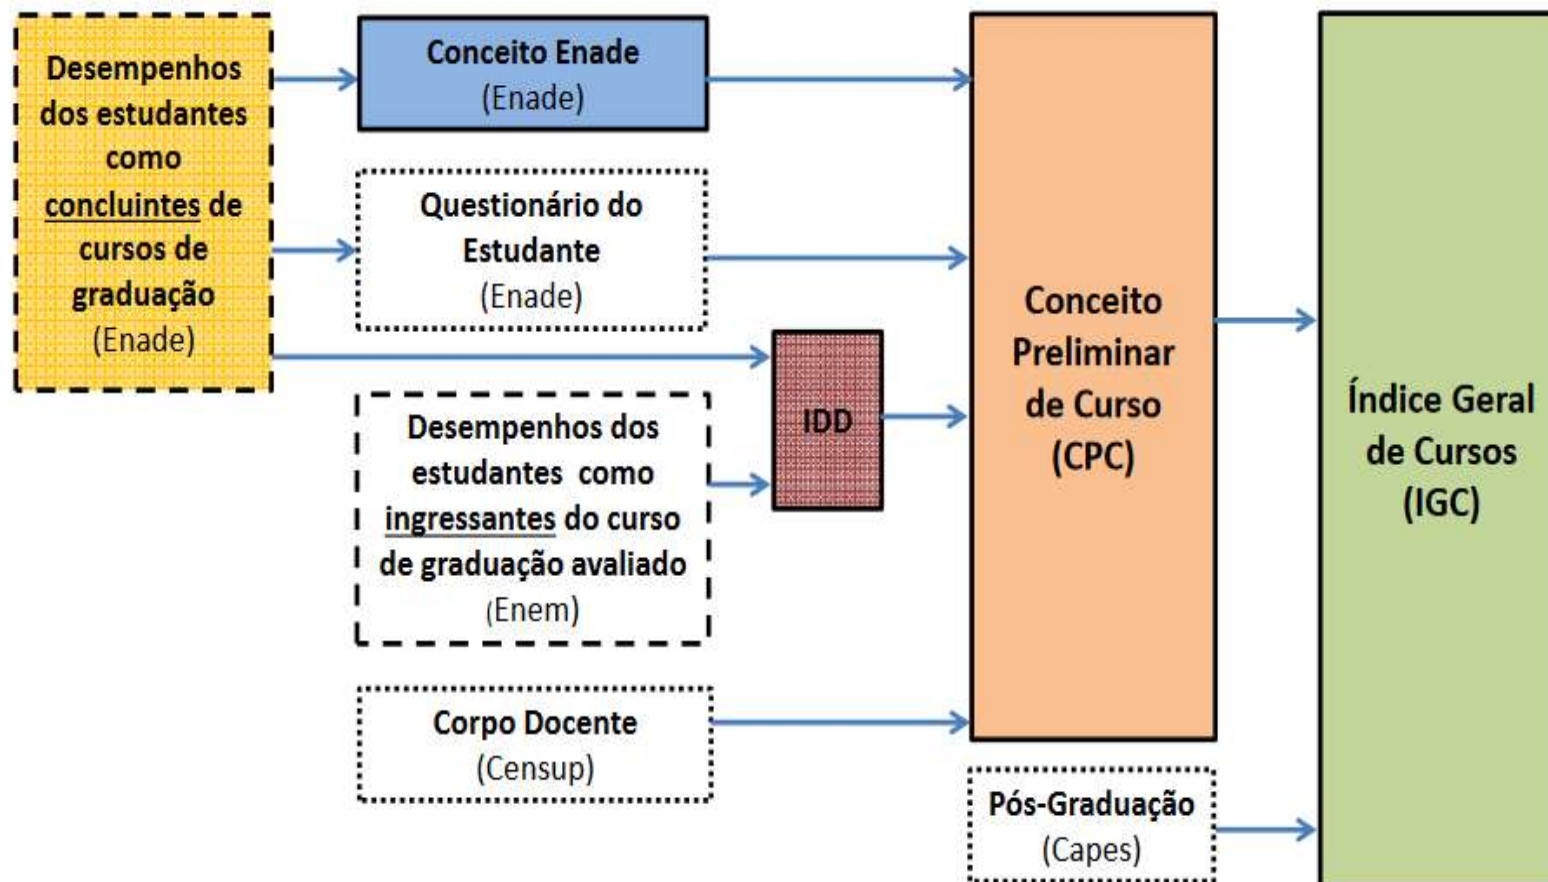 Desempenhos
dos estudantes
como
concluintes de
cursos de
graduação
(Enade)
Conceito Enade
(Enade)
Questionário do
Estudante
(Enade)
Desempenhos dos
estudantes como
ingressantes do curso
de graduação avaliado
(Enem)
Corpo Docente
(Censup)
IDD
Conceito
Preliminar
de Curso
(CPC)
Pós-Graduação
(Capes)
Índice Geral
de Cursos
(IGC)